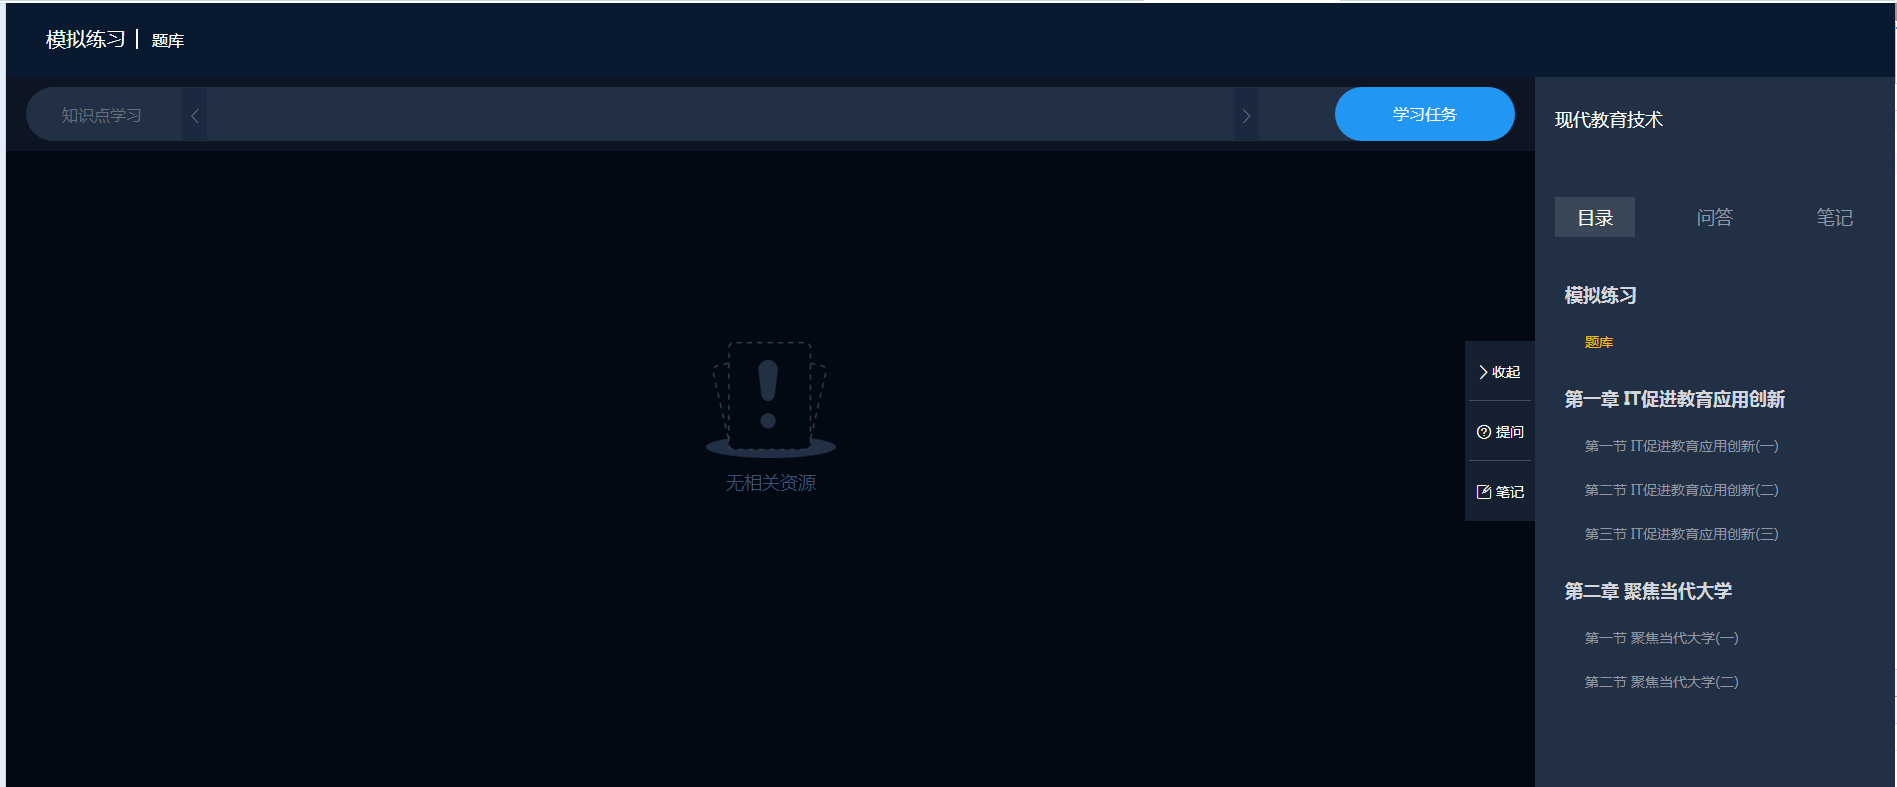 模拟练习 | 题库
知识点学习
学习任务
无相关资源
收起
提问
笔记
现代教育技术
目录 问答 笔记
模拟练习
题库
第一章 IT促进教育应用创新
第一节 IT促进教育应用创新(一)
第二节 IT促进教育应用创新(二)
第三节 IT促进教育应用创新(三)
第二章 聚焦当代大学
第一节 聚焦当代大学(一)
第二节 聚焦当代大学(二)